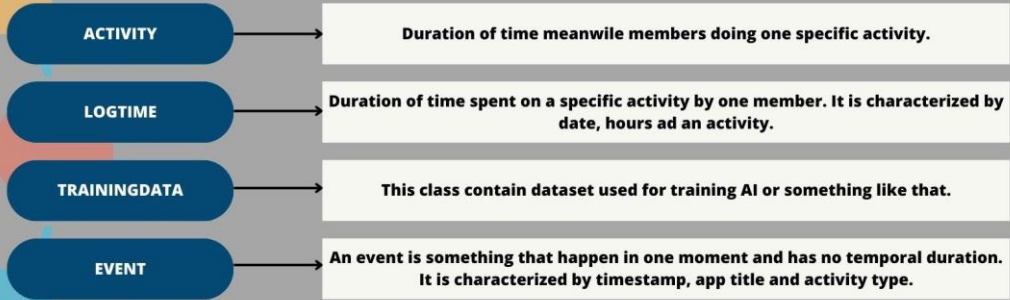 ACTIVITY
Duration of time meanwile members doing one specific activity.
LOGTIME
Duration of time spent on a specific activity by one member. It is characterized by
date, hours ad an activity.
TRAININGDATA
This class contain dataset used for training AI or something like that.
EVENT
An event is something that happen in one moment and has no temporal duration.
It is characterized by timestamp, app title and activity type.